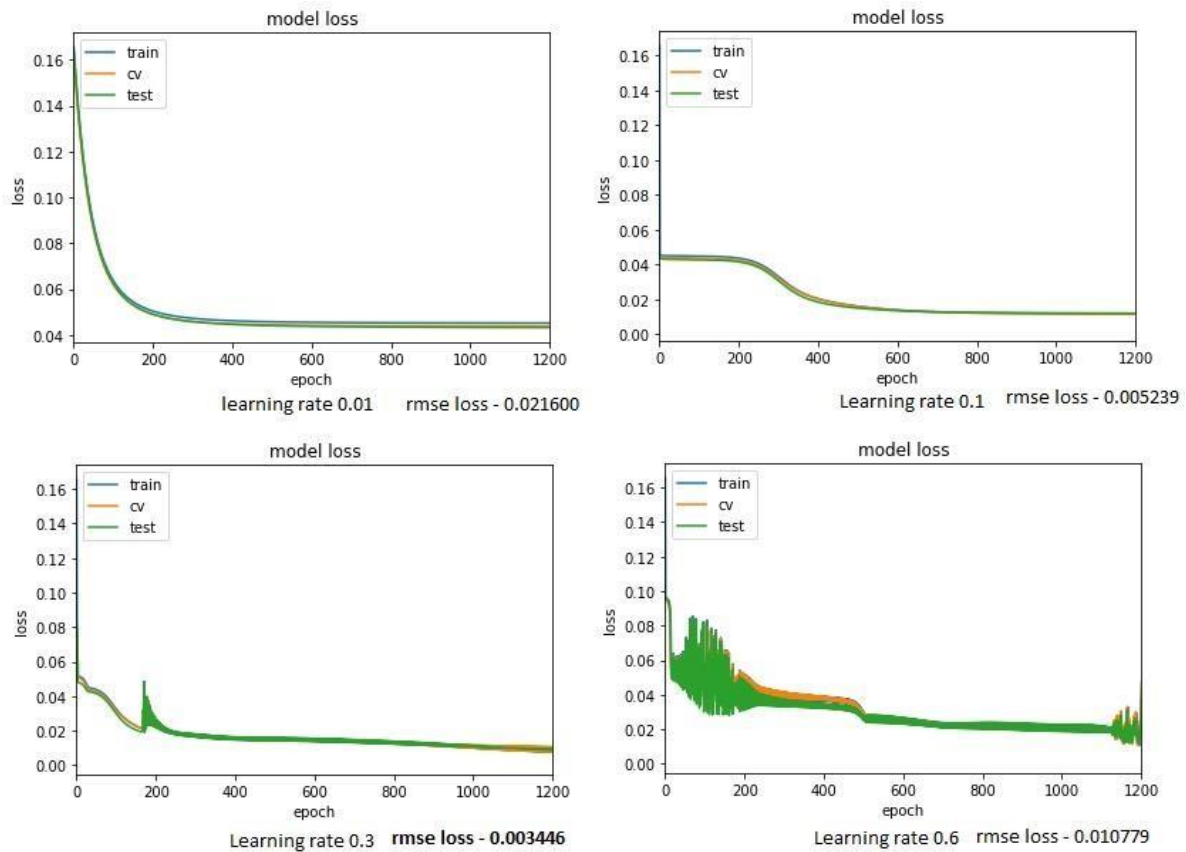 model loss
train
cv
test
0.16
0.14
0.12
0.10
0.08
0.06
0.04
loss
0 200 400 600 800 1000 1200
epoch
learning rate 0.01 rmse loss - 0.021600
model loss
train
cv
test
0.16
0.14
0.12
0.10
0.08
0.06
0.04
0.02
0.00
loss
0 200 400 600 800 1000 1200
epoch
Learning rate 0.1 rmse loss - 0.005239
model loss
train
cv
test
0.16
0.14
0.12
0.10
0.08
0.06
0.04
0.02
0.00
loss
0 200 400 600 800 1000 1200
epoch
Learning rate 0.3 rmse loss - 0.003446
model loss
train
cv
test
0.16
0.14
0.12
0.10
0.08
0.06
0.04
0.02
0.00
loss
0 200 400 600 800 1000 1200
epoch
Learning rate 0.6 rmse loss - 0.010779